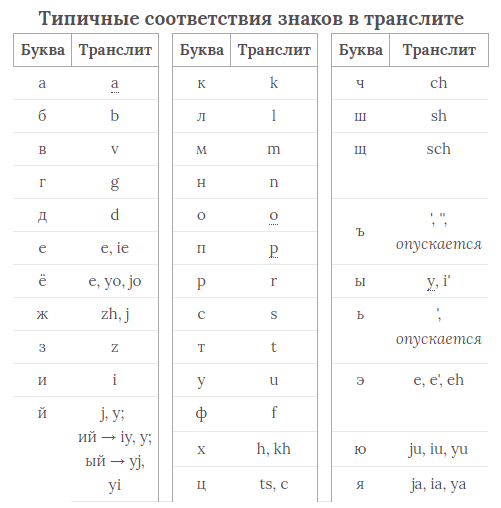 Типичные соответствия знаков в транслите
Буква Транслит
а a
б b
в v
г g
д d
е e, ie
ё e, yo, jo
ж zh, j
з z
и i
й j, y;
ий → iy, y;
ый → yj,
yi
Буква Транслит
к k
л l
м m
н n
о o
п p
р r
с s
т t
у u
ф f
х h, kh
ц ts, c
Буква Транслит
ч ch
ш sh
щ sch
ъ ', ",
опускается
ы y, i'
ь ',
опускается
э e, e', eh
ю ju, iu, yu
я ja, ia, ya